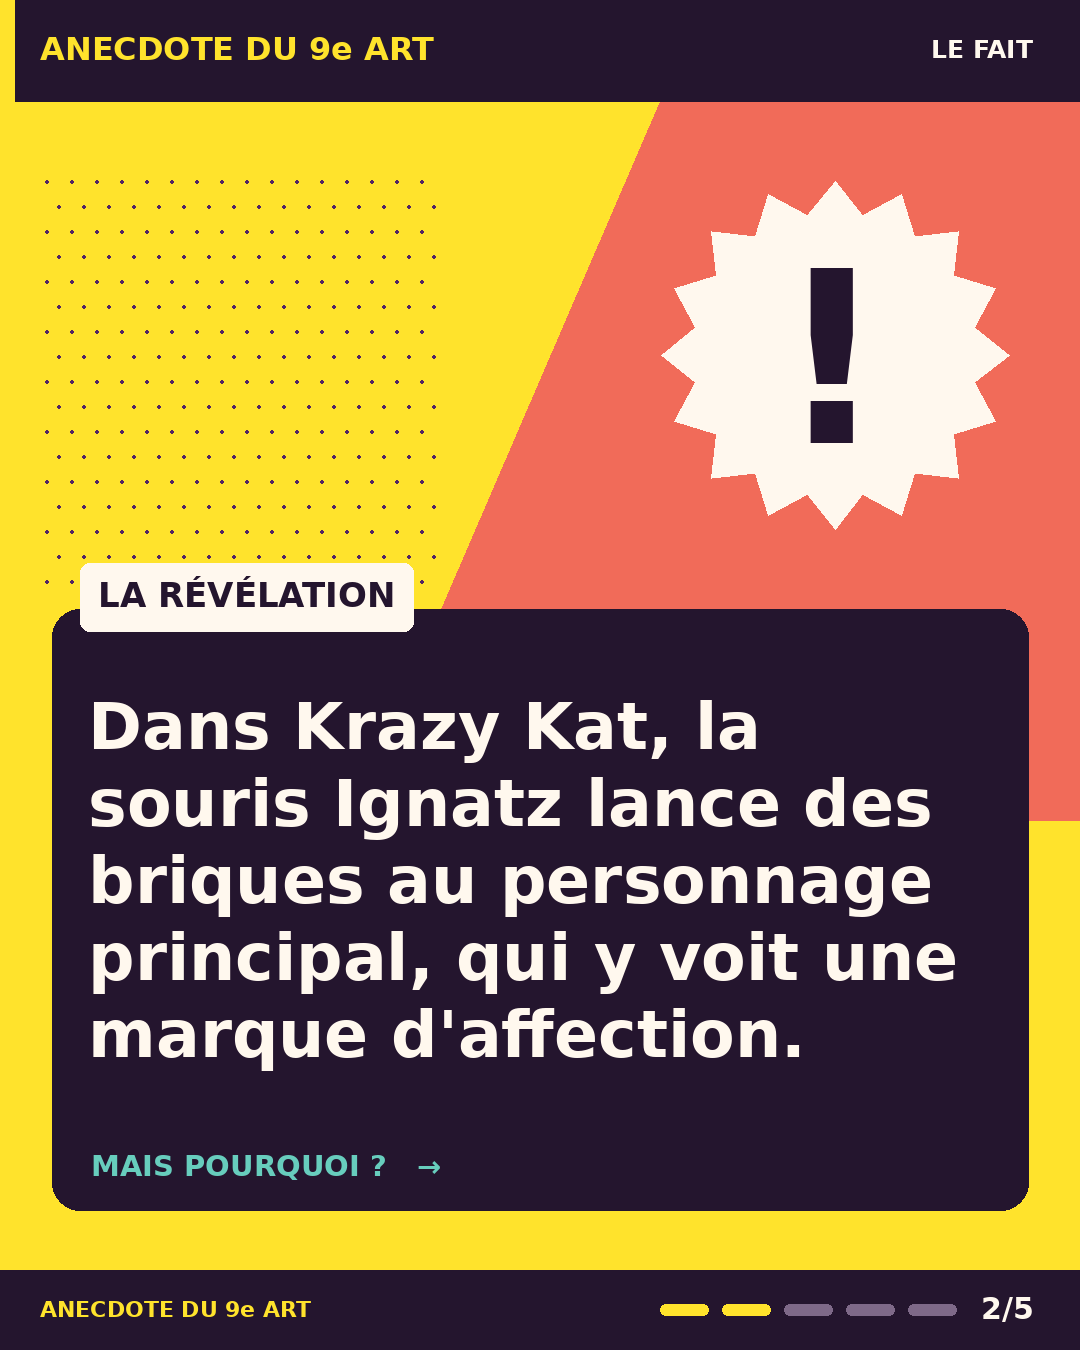 ANECDOTE DU 9e ART
LE FAIT
!
LA RÉVÉLATION
Dans Krazy Kat, la
souris Ignatz lance des
briques au personnage
principal, qui y voit une
marque d'affection.
MAIS POURQUOI ? →
ANECDOTE DU 9e ART
2/5